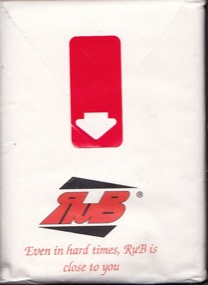 RuB ®
Even in hard times, RuB is
close to you